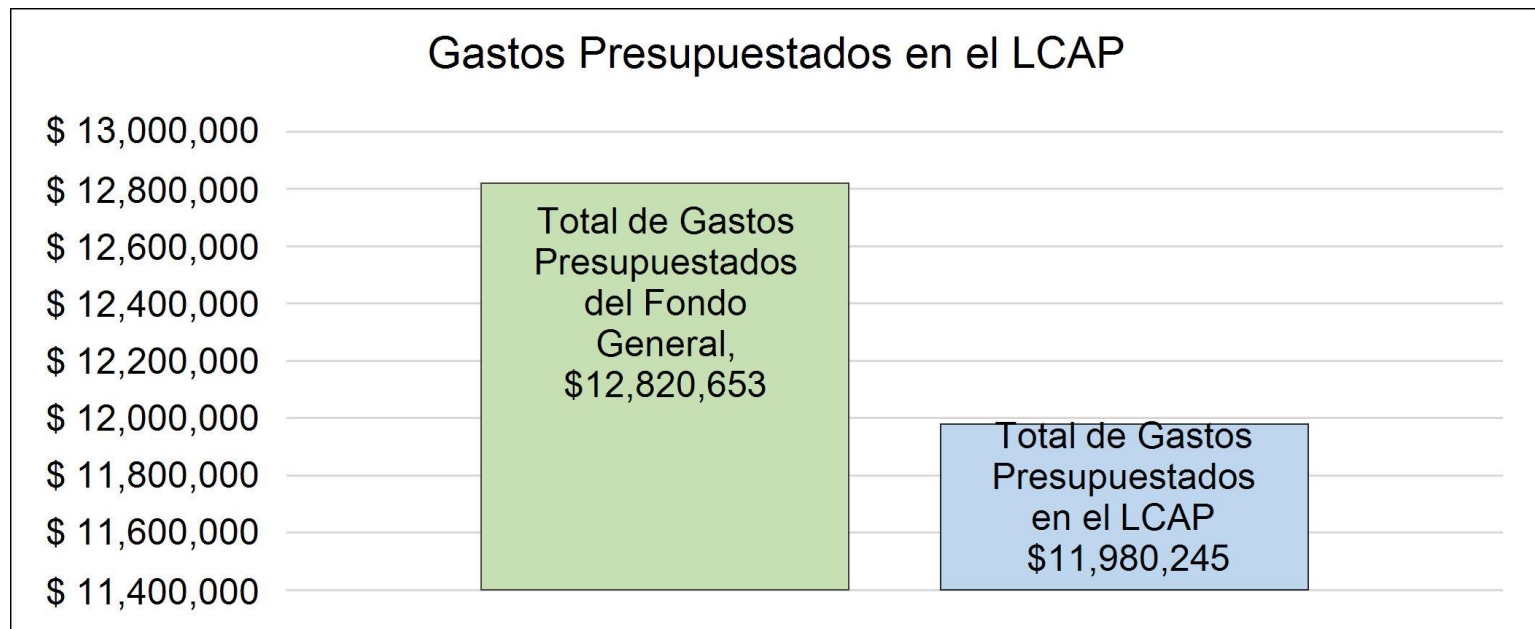 Gastos Presupuestados en el LCAP
$ 13,000,000
$ 12,800,000
$ 12,600,000
$ 12,400,000
$ 12,200,000
$ 12,000,000
$ 11,800,000
$ 11,600,000
$ 11,400,000
Total de Gastos
Presupuestados
del Fondo
General,
$12,820,653
Total de Gastos
Presupuestados
en el LCAP
$11,980,245